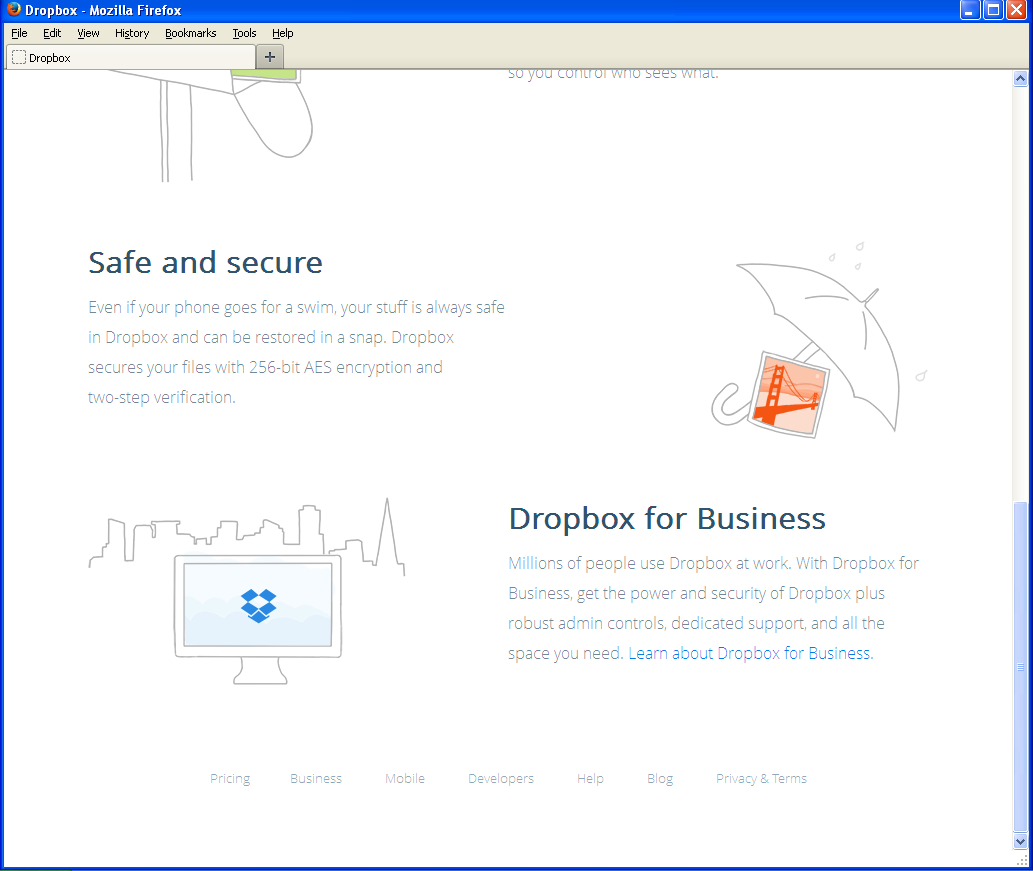 Dropbox - Mozilla Firefox
File Edit View History Bookmarks Tools Help
Dropbox
so you control who sees what.
Safe and secure
Even if your phone goes for a swim, your stuff is always safe
in Dropbox and can be restored in a snap. Dropbox
secures your files with 256-bit AES encryption and
two-step verification.
Dropbox for Business
Millions of people use Dropbox at work. With Dropbox for
Business, get the power and security of Dropbox plus
robust admin controls, dedicated support, and all the
space you need. Learn about Dropbox for Business.
Pricing Business Mobile Developers Help Blog Privacy & Terms